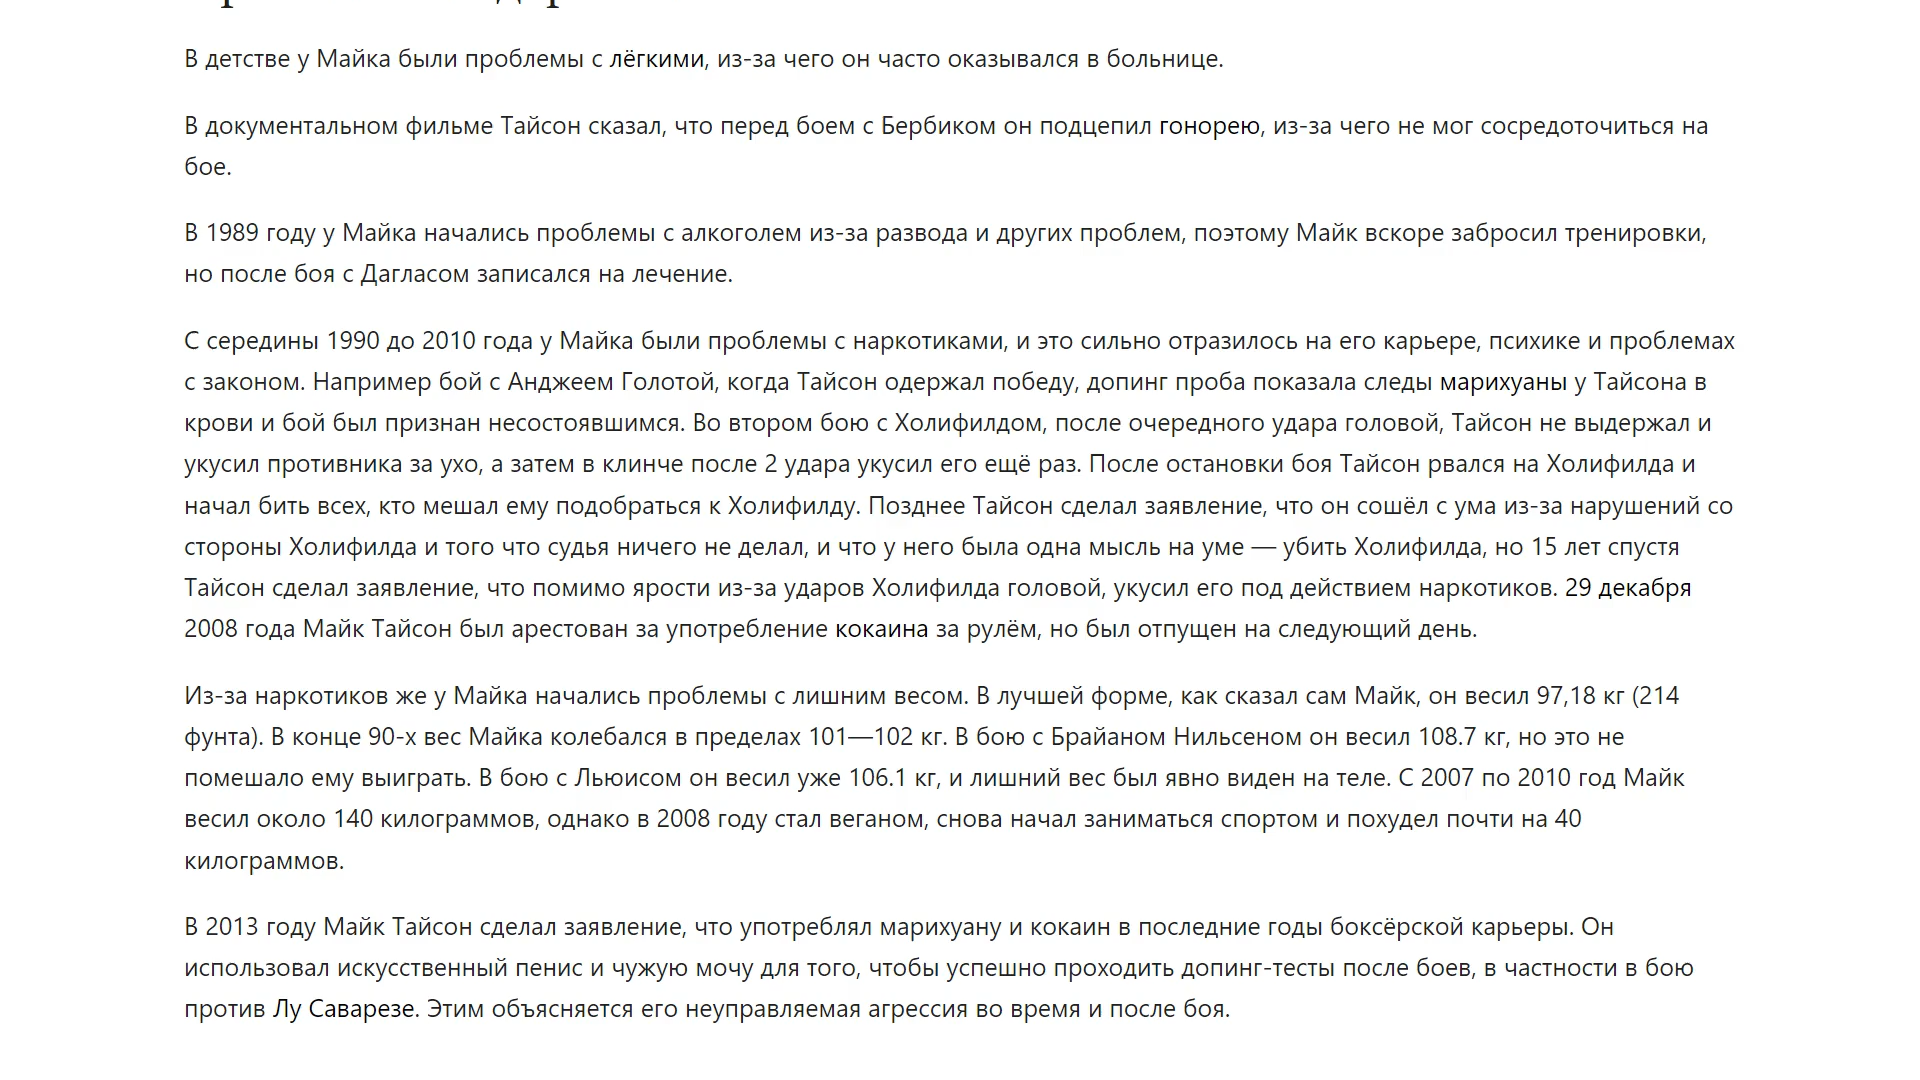 В детстве у Майка были проблемы с лёгкими, из-за чего он часто оказывался в больнице.
В документальном фильме Тайсон сказал, что перед боем с Бербиком он подцепил гонорею, из-за чего не мог сосредоточиться на
бое.
В 1989 году у Майка начались проблемы с алкоголем из-за развода и других проблем, поэтому Майк вскоре забросил тренировки,
но после боя с Дагласом записался на лечение.
С середины 1990 до 2010 года у Майка были проблемы с наркотиками, и это сильно отразилось на его карьере, психике и проблемах
с законом. Например бой с Анджеем Голотой, когда Тайсон одержал победу, допинг проба показала следы марихуаны у Тайсона в
крови и бой был признан несостоявшимся. Во втором бою с Холифилдом, после очередного удара головой, Тайсон не выдержал и
укусил противника за ухо, а затем в клинче после 2 удара укусил его ещё раз. После остановки боя Тайсон рвался на Холифилда и
начал бить всех, кто мешал ему подобраться к Холифилду. Позднее Тайсон сделал заявление, что он сошёл с ума из-за нарушений со
стороны Холифилда и того что судья ничего не делал, и что у него была одна мысль на уме — убить Холифилда, но 15 лет спустя
Тайсон сделал заявление, что помимо ярости из-за ударов Холифилда головой, укусил его под действием наркотиков. 29 декабря
2008 года Майк Тайсон был арестован за употребление кокаина за рулём, но был отпущен на следующий день.
Из-за наркотиков же у Майка начались проблемы с лишним весом. В лучшей форме, как сказал сам Майк, он весил 97,18 кг (214
фунта). В конце 90-х вес Майка колебался в пределах 101—102 кг. В бою с Брайаном Нильсеном он весил 108.7 кг, но это не
помешало ему выиграть. В бою с Льюисом он весил уже 106.1 кг, и лишний вес был явно виден на теле. С 2007 по 2010 год Майк
весил около 140 килограммов, однако в 2008 году стал веганом, снова начал заниматься спортом и похудел почти на 40
килограммов.
В 2013 году Майк Тайсон сделал заявление, что употреблял марихуану и кокаин в последние годы боксёрской карьеры. Он
использовал искусственный пенис и чужую мочу для того, чтобы успешно проходить допинг-тесты после боев, в частности в бою
против Лу Саварезе. Этим объясняется его неуправляемая агрессия во время и после боя.